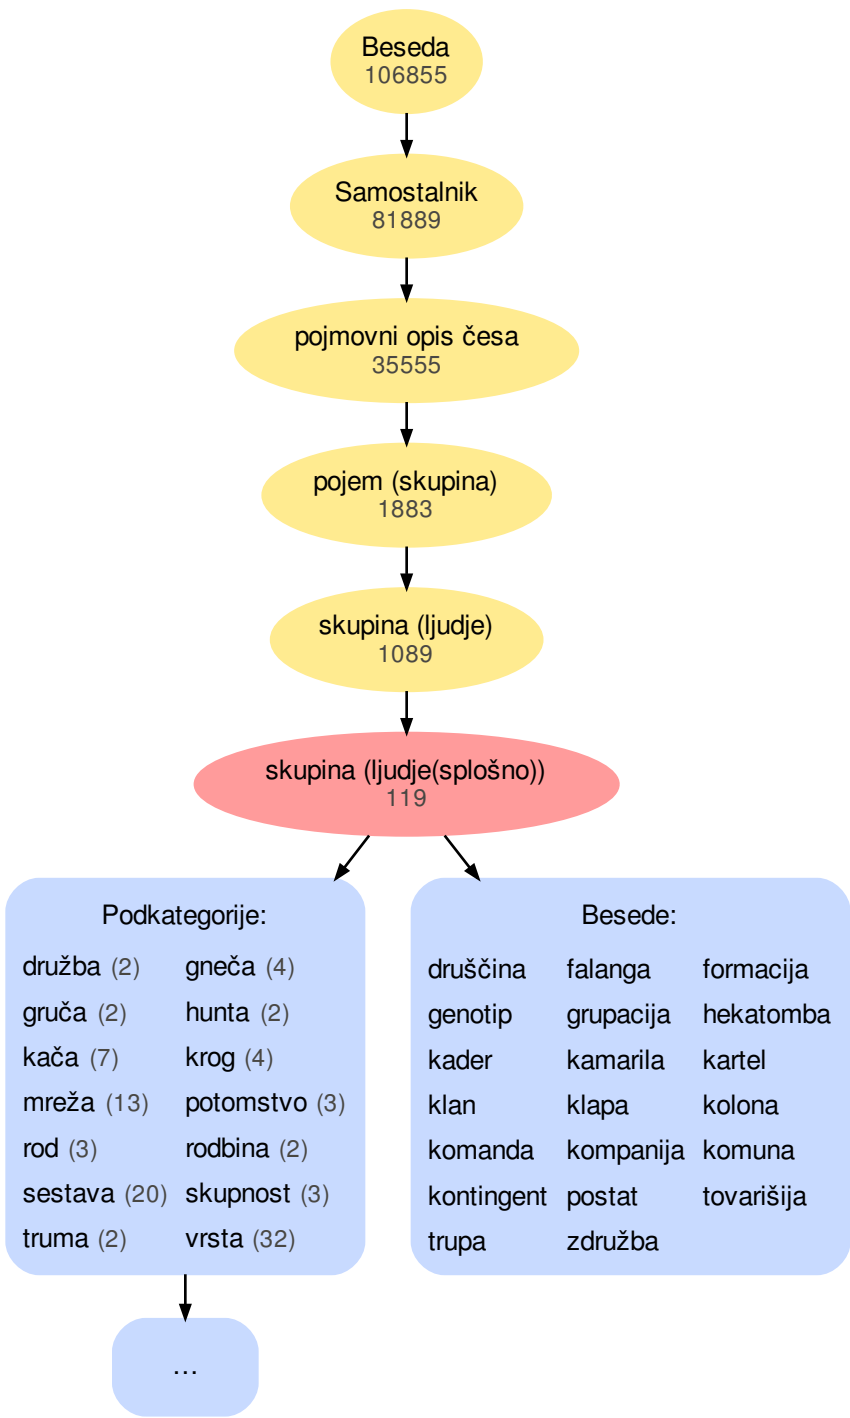 Beseda
106855
Samostalnik
81889
pojmovni opis česa
35555
pojem (skupina)
1883
skupina (ljudje)
1089
skupina (ljudje(splošno))
119
Podkategorije:
družba (2) gneča (4)
gruča (2) hunta (2)
kača (7) krog (4)
mreža (13) potomstvo (3)
rod (3) rodbina (2)
sestava (20) skupnost (3)
truma (2) vrsta (32)
...
Besede:
druščina falanga formacija
genotip grupacija hekatomba
kader kamarila kartel
klan klapa kolona
komanda kompanija komuna
kontingent postat tovarišija
trupa združba